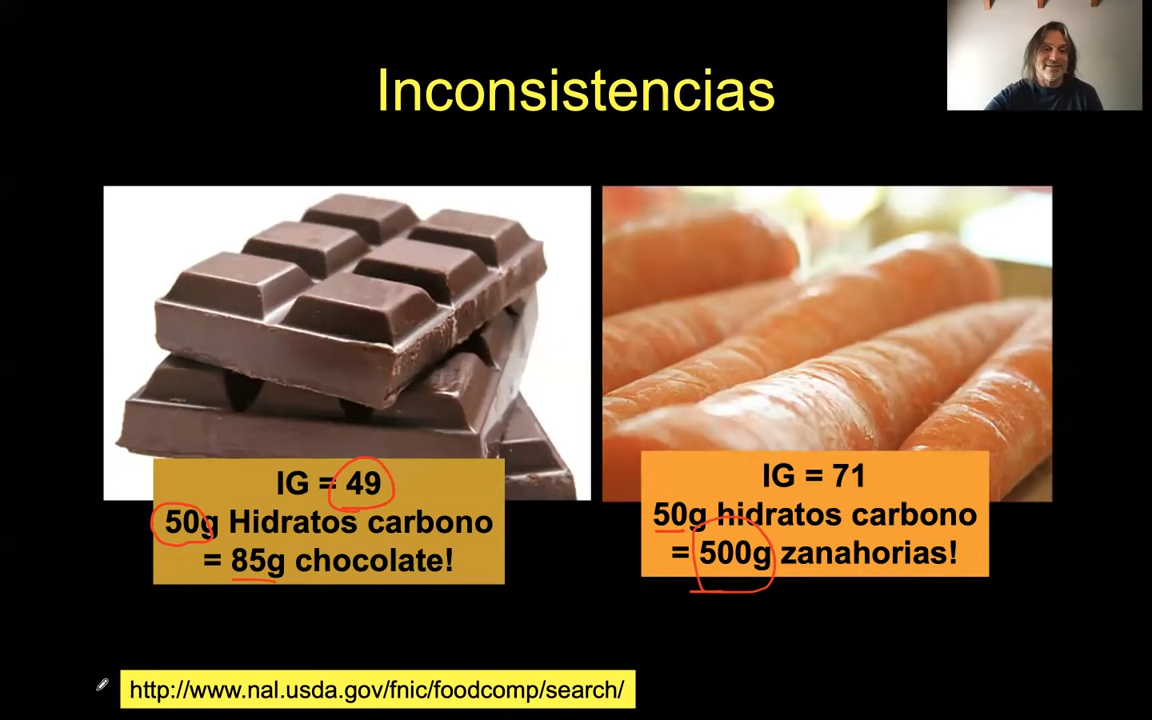 Inconsistencias
IG = 49
50g Hidratos carbono
= 85g chocolate!
IG = 71
50g hidratos carbono
= 500g zanahorias!
http://www.nal.usda.gov/fnic/foodcomp/search/